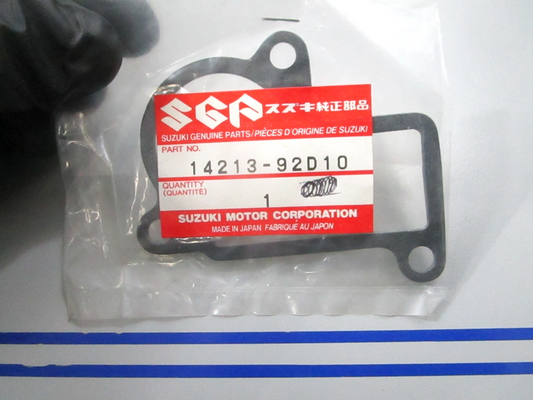 SGP スズキ純正部品
SUZUKI GENUINE PARTS/PIÈCES D'ORIGINE DE SUZUKI
PART NO.
14213-92D10
QUANTITY
(QUANTITÉ)
1
SUZUKI MOTOR CORPORATION
MADE IN JAPAN FABRIQUÉ AU JAPON